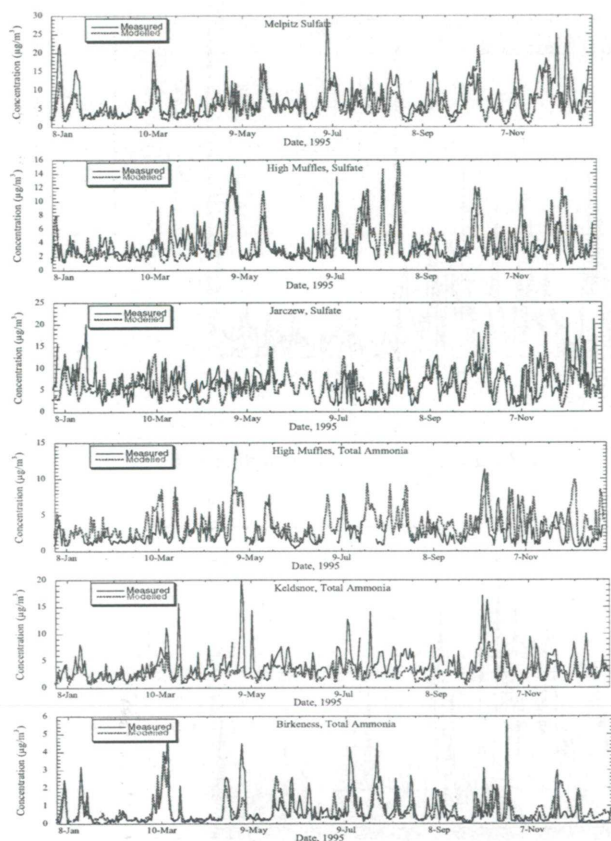 Measured
Modelled
Melpitz Sulfate
Concentration (µg/m³)
30
25
20
15
10
5
0
8-Jan 10-Mar 9-May 9-Jul 8-Sep 7-Nov
Date, 1995
Measured
Modelled
High Muffles, Sulfate
Concentration (µg/m³)
16
14
12
10
8
6
4
2
0
8-Jan 10-Mar 9-May 9-Jul 8-Sep 7-Nov
Date, 1995
Measured
Modelled
Jarczew, Sulfate
Concentration (µg/m³)
25
20
15
10
5
0
8-Jan 10-Mar 9-May 9-Jul 8-Sep 7-Nov
Date, 1995
Measured
Modelled
High Muffles, Total Ammonia
Concentration (µg/m³)
15
10
5
0
8-Jan 10-Mar 9-May 9-Jul 8-Sep 7-Nov
Date, 1995
Measured
Modelled
Keldsnor, Total Ammonia
Concentration (µg/m³)
20
15
10
5
0
8-Jan 10-Mar 9-May 9-Jul 8-Sep 7-Nov
Date, 1995
Measured
Modelled
Birkeness, Total Ammonia
Concentration (µg/m³)
6
5
4
3
2
1
0
8-Jan 10-Mar 9-May 9-Jul 8-Sep 7-Nov
Date, 1995